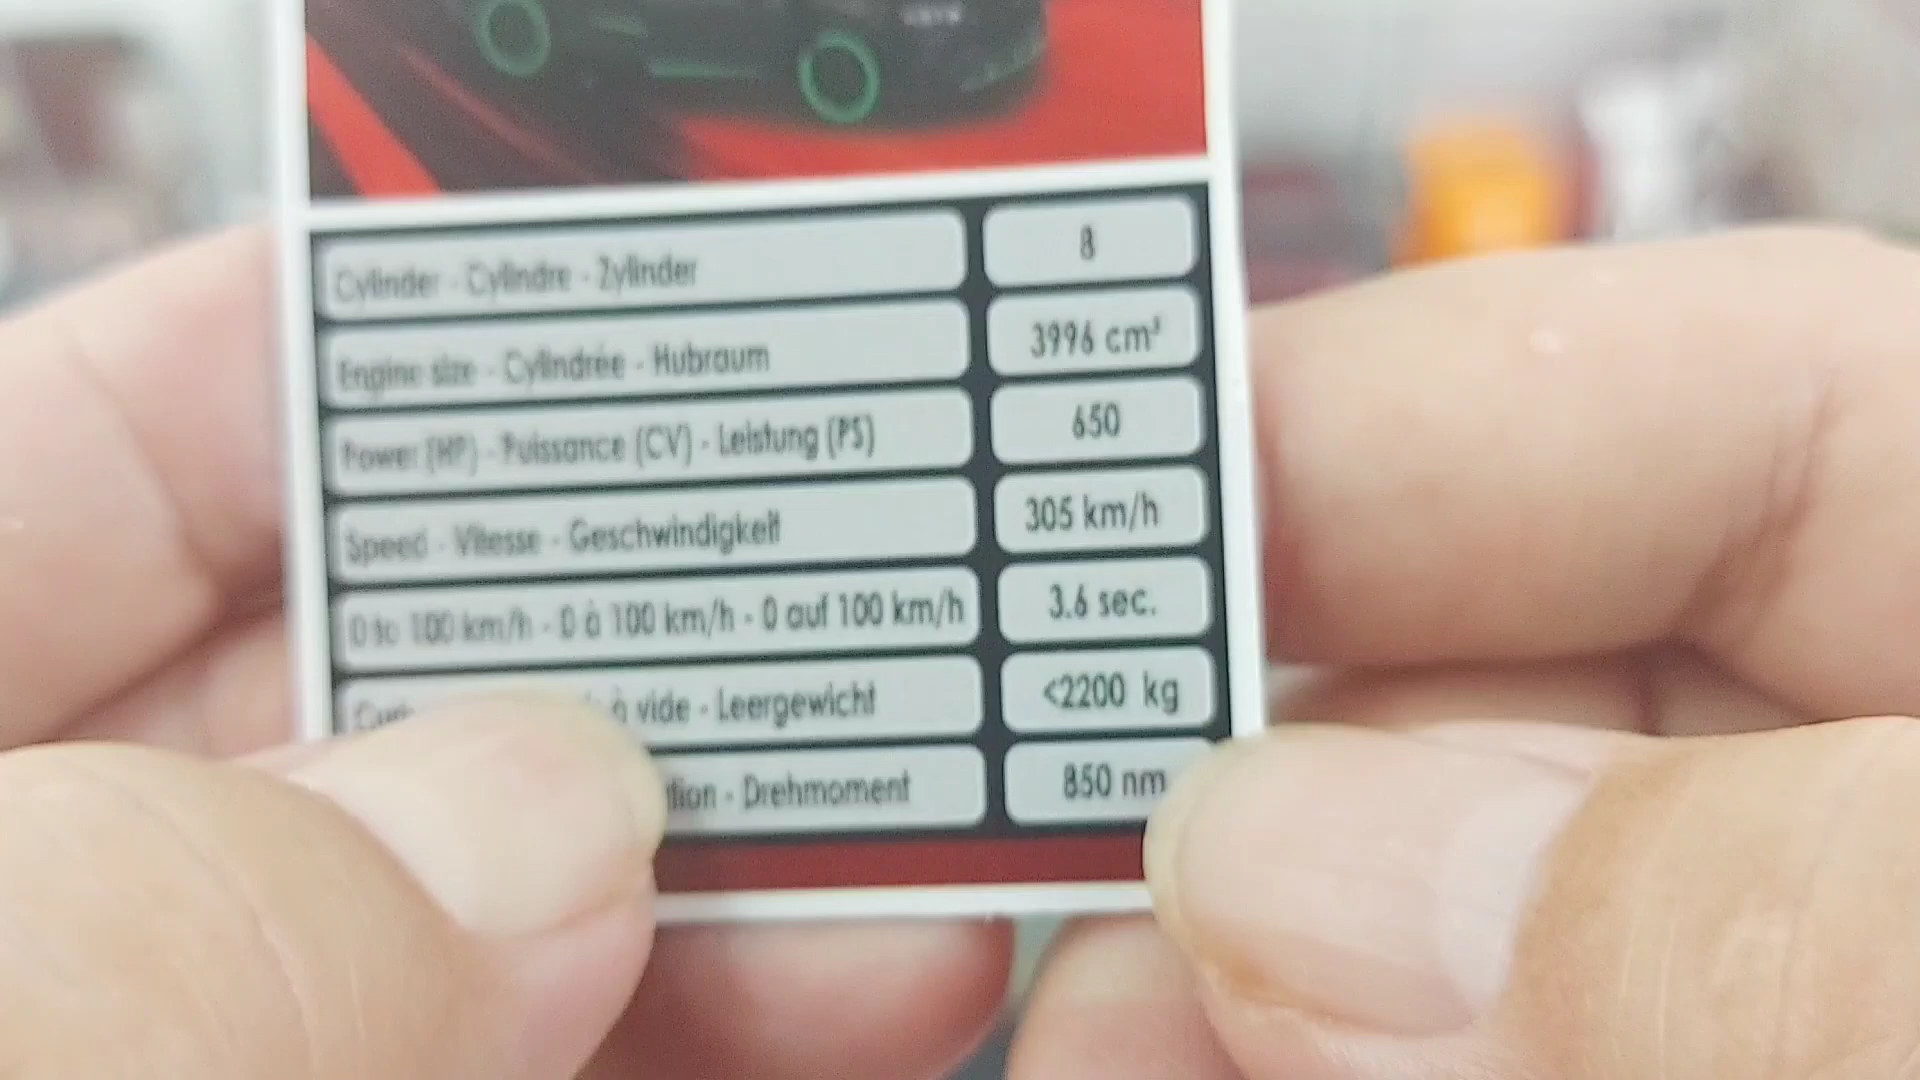 Cylinder - Cylindre - Zylinder 8
Engine size - Cylindrée - Hubraum 3996 cm³
Power (HP) - Puissance (CV) - Leistung (PS) 650
Speed - Vitesse - Geschwindigkeit 305 km/h
0 to 100 km/h - 0 à 100 km/h - 0 auf 100 km/h 3.6 sec.
à vide - Leergewicht <2200 kg
- Drehmoment 850 nm